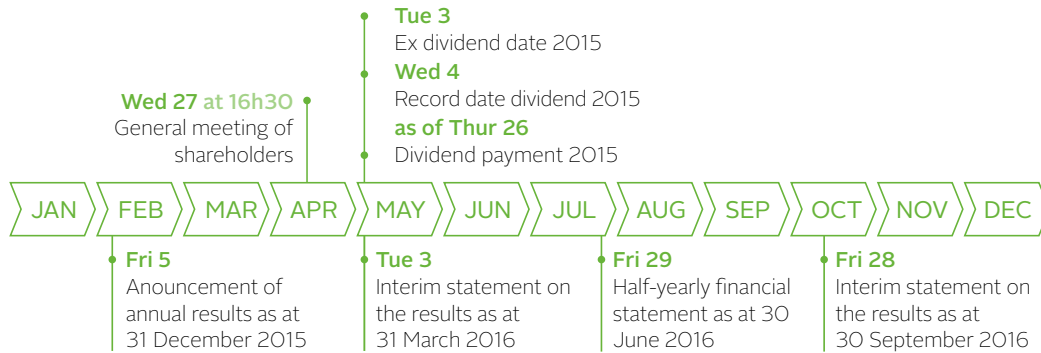 Tue 3
Ex dividend date 2015
Wed 4
Record date dividend 2015
as of Thur 26
Dividend payment 2015
Wed 27 at 16h30
General meeting of
shareholders
JAN FEB MAR APR MAY JUN JUL AUG SEP OCT NOV DEC
Fri 5
Anouncement of
annual results as at
31 December 2015
Tue 3
Interim statement on
the results as at
31 March 2016
Fri 29
Half-yearly financial
statement as at 30
June 2016
Fri 28
Interim statement on
the results as at
30 September 2016